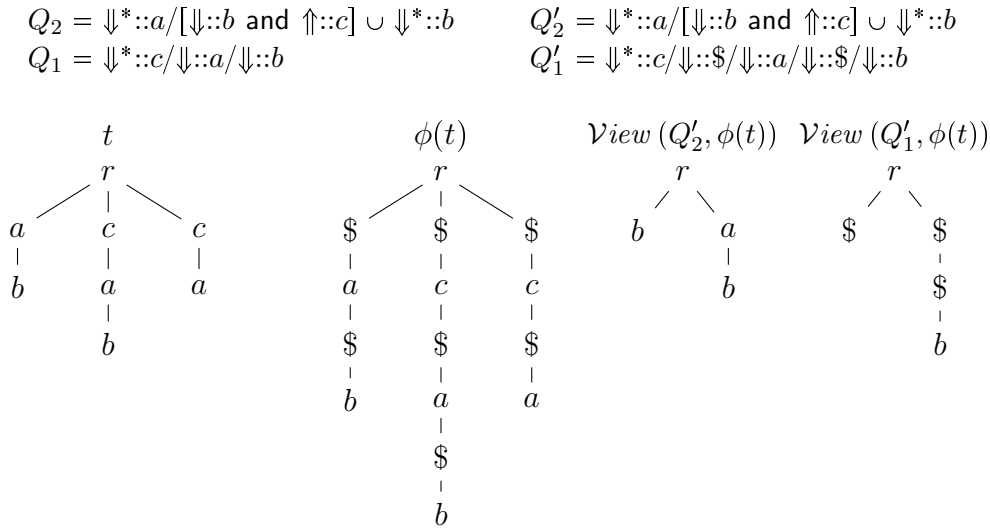 Q₂ = ⇓*::a/[⇓::b and ⇑::c] ∪ ⇓*::b Q′₂ = ⇓*::a/[⇓::b and ⇑::c] ∪ ⇓*::b
Q₁ = ⇓*::c/⇓::a/⇓::b Q′₁ = ⇓*::c/⇓::$/⇓::a/⇓::$/⇓::b
t ϕ(t) View (Q′₂, ϕ(t)) View (Q′₁, ϕ(t))
r r r r
a c c $ $ $ b a $ $
b a a a c c b $
b $ $ $ b
b a a
$
b